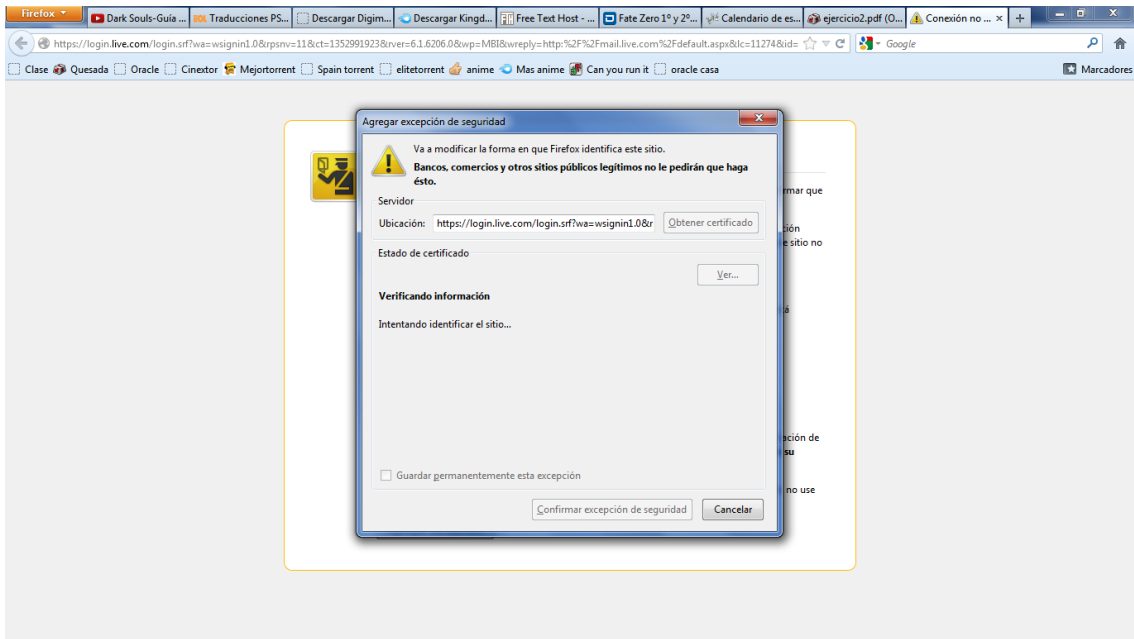 Firefox
Dark Souls-Guía ...
Traducciones PS...
Descargar Digim...
Descargar Kingd...
Free Text Host - ...
Fate Zero 1º y 2º...
Calendario de es...
ejercicio2.pdf (O...
Conexión no ...
https://login.live.com/login.srf?wa=wsignin1.0&rpsnv=11&ct=1352991923&rver=6.1.6206.0&wp=MBI&wreply=http:%2F%2Fmail.live.com%2Fdefault.aspx&lc=11274&id=
Google
Clase Quesada Oracle Cinextor Mejortorrent Spain torrent elitetorrent anime Mas anime Can you run it oracle casa Marcadores
Agregar excepción de seguridad
Va a modificar la forma en que Firefox identifica este sitio.
Bancos, comercios y otros sitios públicos legítimos no le pedirán que haga
ésto.
rmar que
Servidor
Ubicación: https://login.live.com/login.srf?wa=wsignin1.0&r Obtener certificado
ción
e sitio no
Estado de certificado
Ver...
Verificando información
á
Intentando identificar el sitio...
ación de
su
Guardar permanentemente esta excepción
no use
Confirmar excepción de seguridad
Cancelar